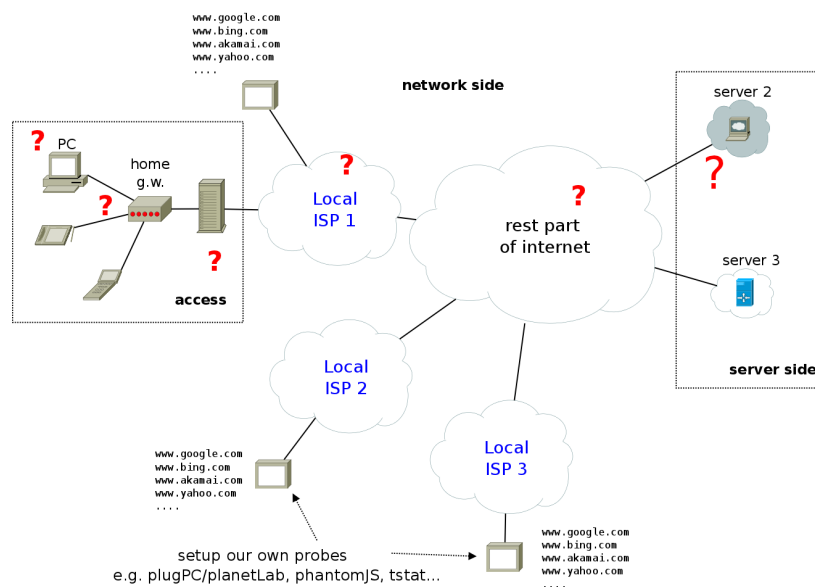 www.google.com
www.bing.com
www.akamai.com
www.yahoo.com
....
network side
server 2
?
PC
home
g.w.
?
?
access
?
Local
ISP 1
?
rest part
of internet
?
server 3
server side
Local
ISP 2
Local
ISP 3
www.google.com
www.bing.com
www.akamai.com
www.yahoo.com
....
setup our own probes
e.g. plugPC/planetLab, phantomJS, tstat...
www.google.com
www.bing.com
www.akamai.com
www.yahoo.com
....